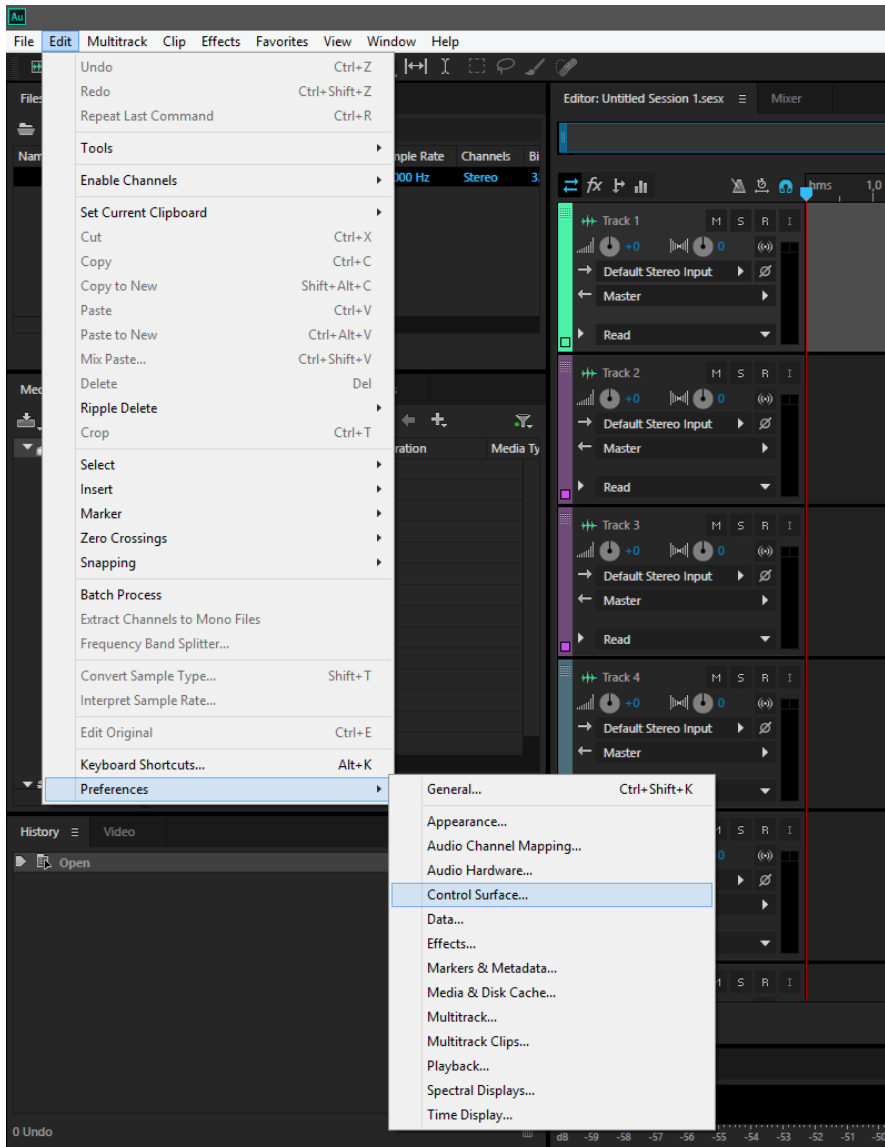 Au
File Edit Multitrack Clip Effects Favorites View Window Help
Undo Ctrl+Z
Redo Ctrl+Shift+Z
Repeat Last Command Ctrl+R
Tools
Enable Channels
Set Current Clipboard
Cut Ctrl+X
Copy Ctrl+C
Copy to New Shift+Alt+C
Paste Ctrl+V
Paste to New Ctrl+Alt+V
Mix Paste... Ctrl+Shift+V
Delete Del
Ripple Delete
Crop Ctrl+T
Select
Insert
Marker
Zero Crossings
Snapping
Batch Process
Extract Channels to Mono Files
Frequency Band Splitter...
Convert Sample Type... Shift+T
Interpret Sample Rate...
Edit Original Ctrl+E
Keyboard Shortcuts... Alt+K
Preferences
General... Ctrl+Shift+K
Appearance...
Audio Channel Mapping...
Audio Hardware...
Control Surface...
Data...
Effects...
Markers & Metadata...
Media & Disk Cache...
Multitrack...
Multitrack Clips...
Playback...
Spectral Displays...
Time Display...
Rate Channels
000 Hz Stereo
Media
History Video
Open
0 Undo
Editor: Untitled Session 1.sesx Mixer
fx hms 1,0
Track 1 M S R I
+0 0
Default Stereo Input
Master
Read
Track 2 M S R I
+0 0
Default Stereo Input
Master
Read
Track 3 M S R I
+0 0
Default Stereo Input
Master
Read
Track 4 M S R I
+0 0
Default Stereo Input
Master
S R I
0
S R I
dB -59 -58 -57 -56 -55 -54 -53 -52 -51